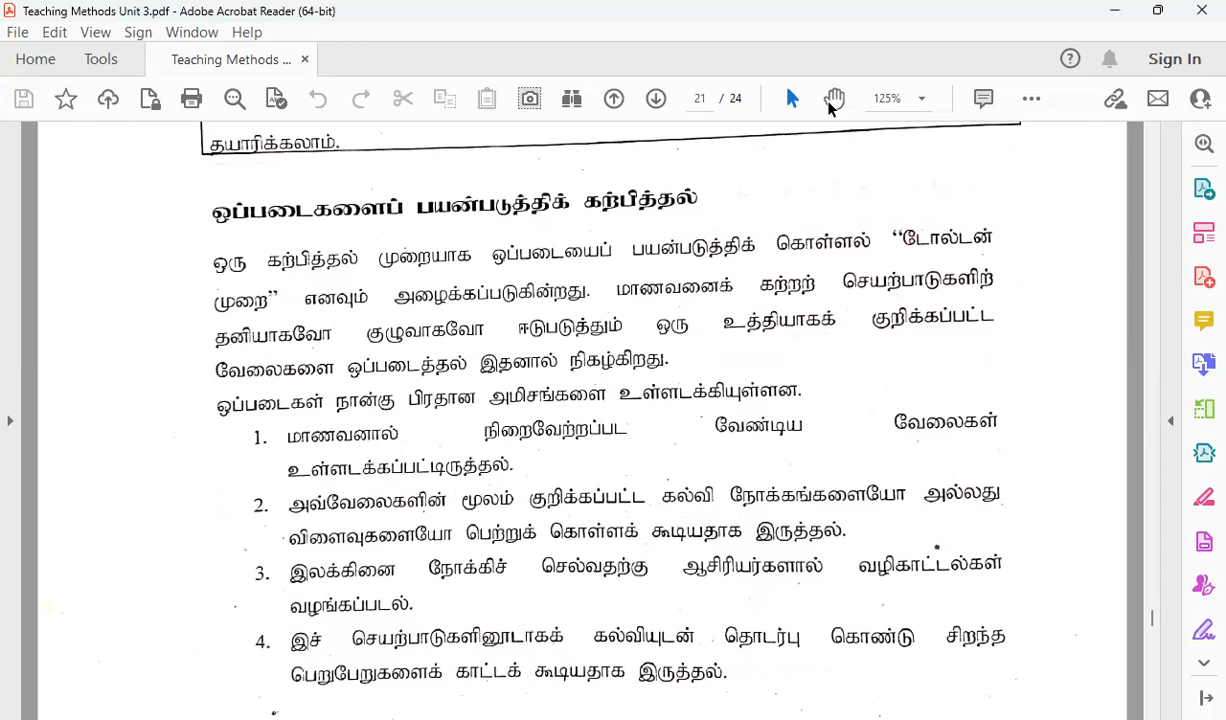 Teaching Methods Unit 3.pdf - Adobe Acrobat Reader (64-bit)
File Edit View Sign Window Help
Home Tools Teaching Methods ... × Sign In
21 / 24 125%
தயாரிக்கலாம்.
ஒப்படைகளைப் பயன்படுத்திக் கற்பித்தல்
ஒரு கற்பித்தல் முறையாக ஒப்படையைப் பயன்படுத்திக் கொள்ளல் “டோல்டன்
முறை” எனவும் அழைக்கப்படுகின்றது. மாணவனைக் கற்றற் செயற்பாடுகளிற்
தனியாகவோ குழுவாகவோ ஈடுபடுத்தும் ஒரு உத்தியாகக் குறிக்கப்பட்ட
வேலைகளை ஒப்படைத்தல் இதனால் நிகழ்கிறது.
ஒப்படைகள் நான்கு பிரதான அமிசங்களை உள்ளடக்கியுள்ளன.
1. மாணவனால் நிறைவேற்றப்பட வேண்டிய வேலைகள்
உள்ளடக்கப்பட்டிருத்தல்.
2. அவ்வேலைகளின் மூலம் குறிக்கப்பட்ட கல்வி நோக்கங்களையோ அல்லது
விளைவுகளையோ பெற்றுக் கொள்ளக் கூடியதாக இருத்தல்.
3. இலக்கினை நோக்கிச் செல்வதற்கு ஆசிரியர்களால் வழிகாட்டல்கள்
வழங்கப்படல்.
4. இச் செயற்பாடுகளினூடாகக் கல்வியுடன் தொடர்பு கொண்டு சிறந்த
பெறுபேறுகளைக் காட்டக் கூடியதாக இருத்தல்.